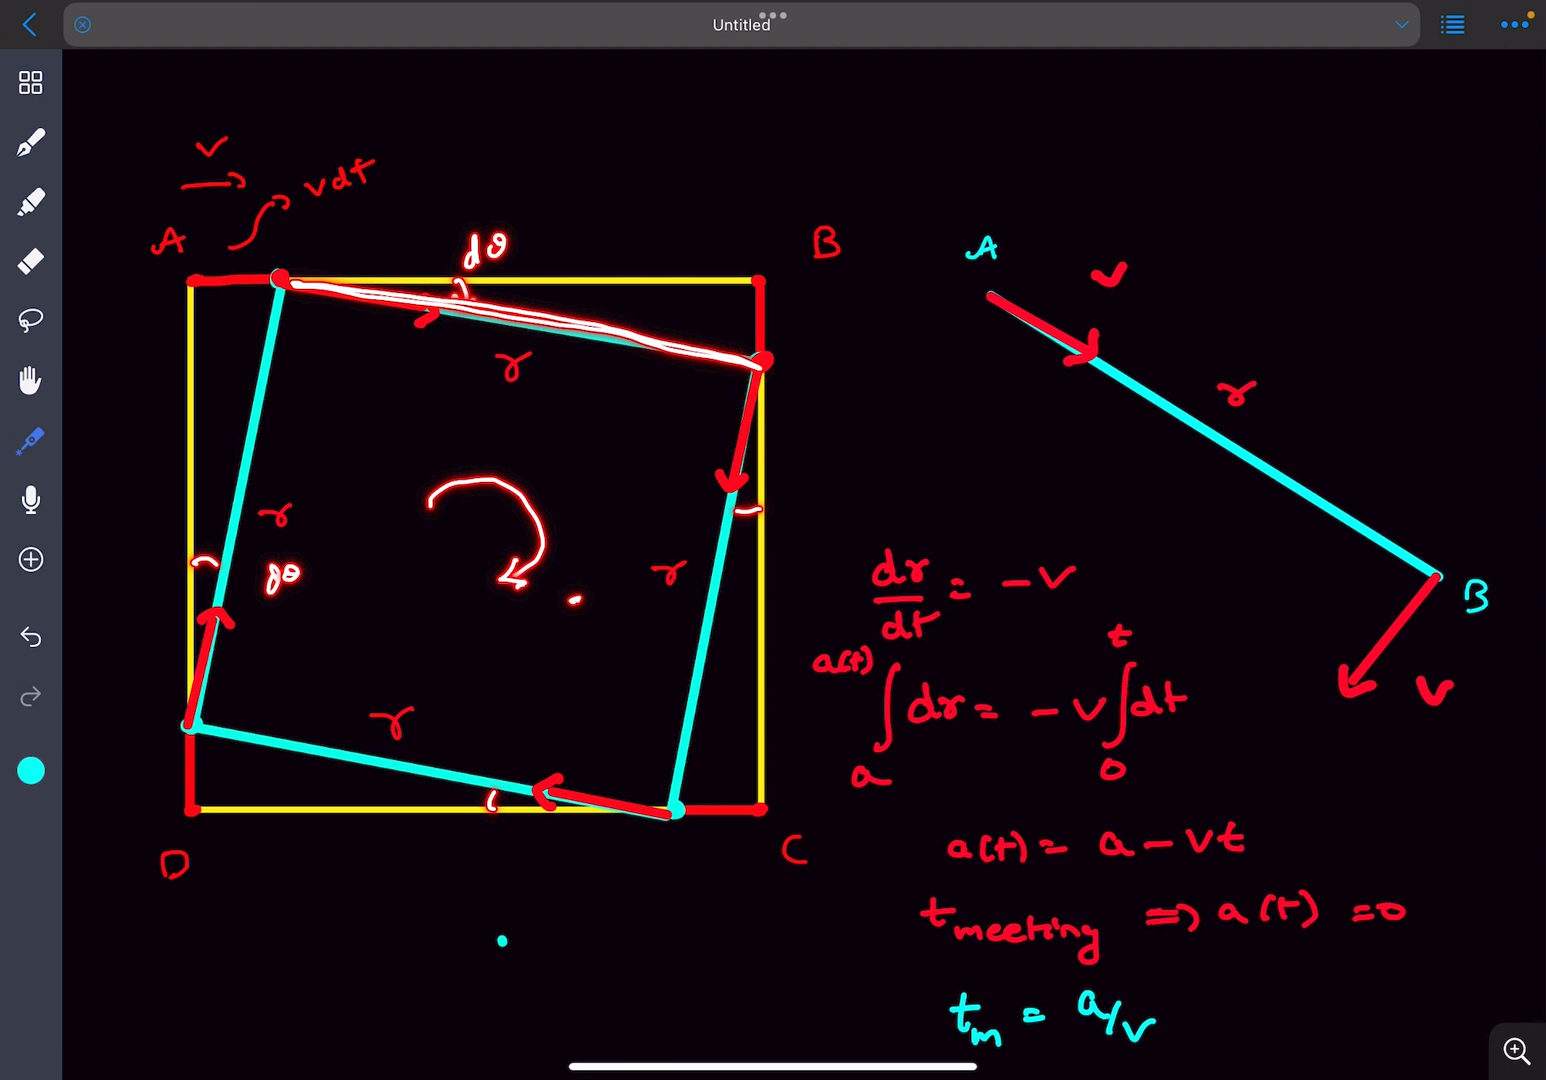 Untitled
v
vdt
A
dθ
B
r
r
dθ
r
r
D
C
A
v
r
B
v
dr/dt = -v
a(t) t
∫dr = -v∫dt
a 0
a(t) = a - vt
t meeting ⇒ a(t) = 0
tm = a/v